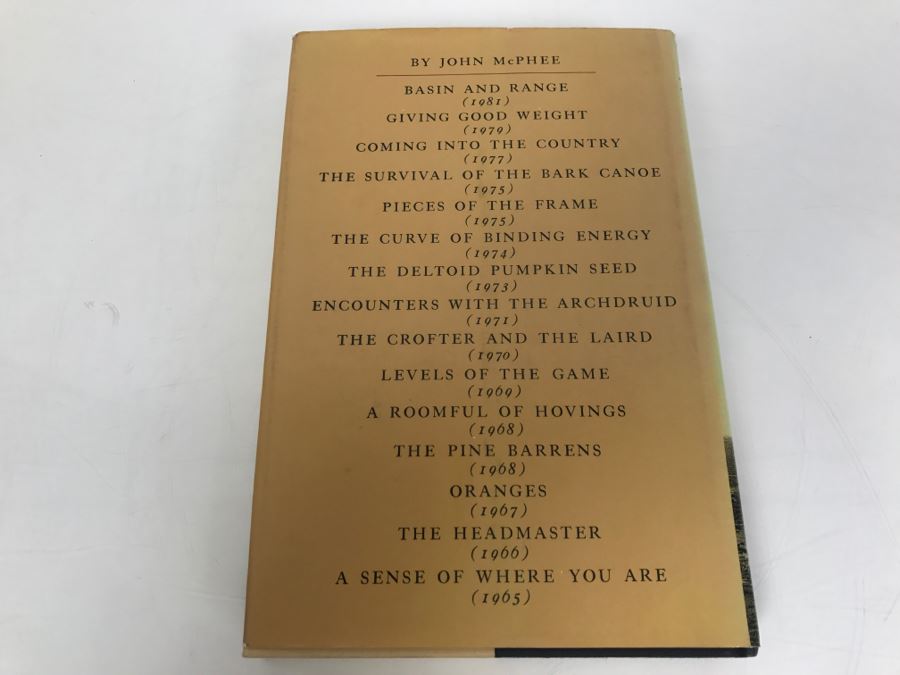 BY JOHN McPHEE
BASIN AND RANGE
(1981)
GIVING GOOD WEIGHT
(1979)
COMING INTO THE COUNTRY
(1977)
THE SURVIVAL OF THE BARK CANOE
(1975)
PIECES OF THE FRAME
(1975)
THE CURVE OF BINDING ENERGY
(1974)
THE DELTOID PUMPKIN SEED
(1973)
ENCOUNTERS WITH THE ARCHDRUID
(1971)
THE CROFTER AND THE LAIRD
(1970)
LEVELS OF THE GAME
(1969)
A ROOMFUL OF HOVINGS
(1968)
THE PINE BARRENS
(1968)
ORANGES
(1967)
THE HEADMASTER
(1966)
A SENSE OF WHERE YOU ARE
(1965)